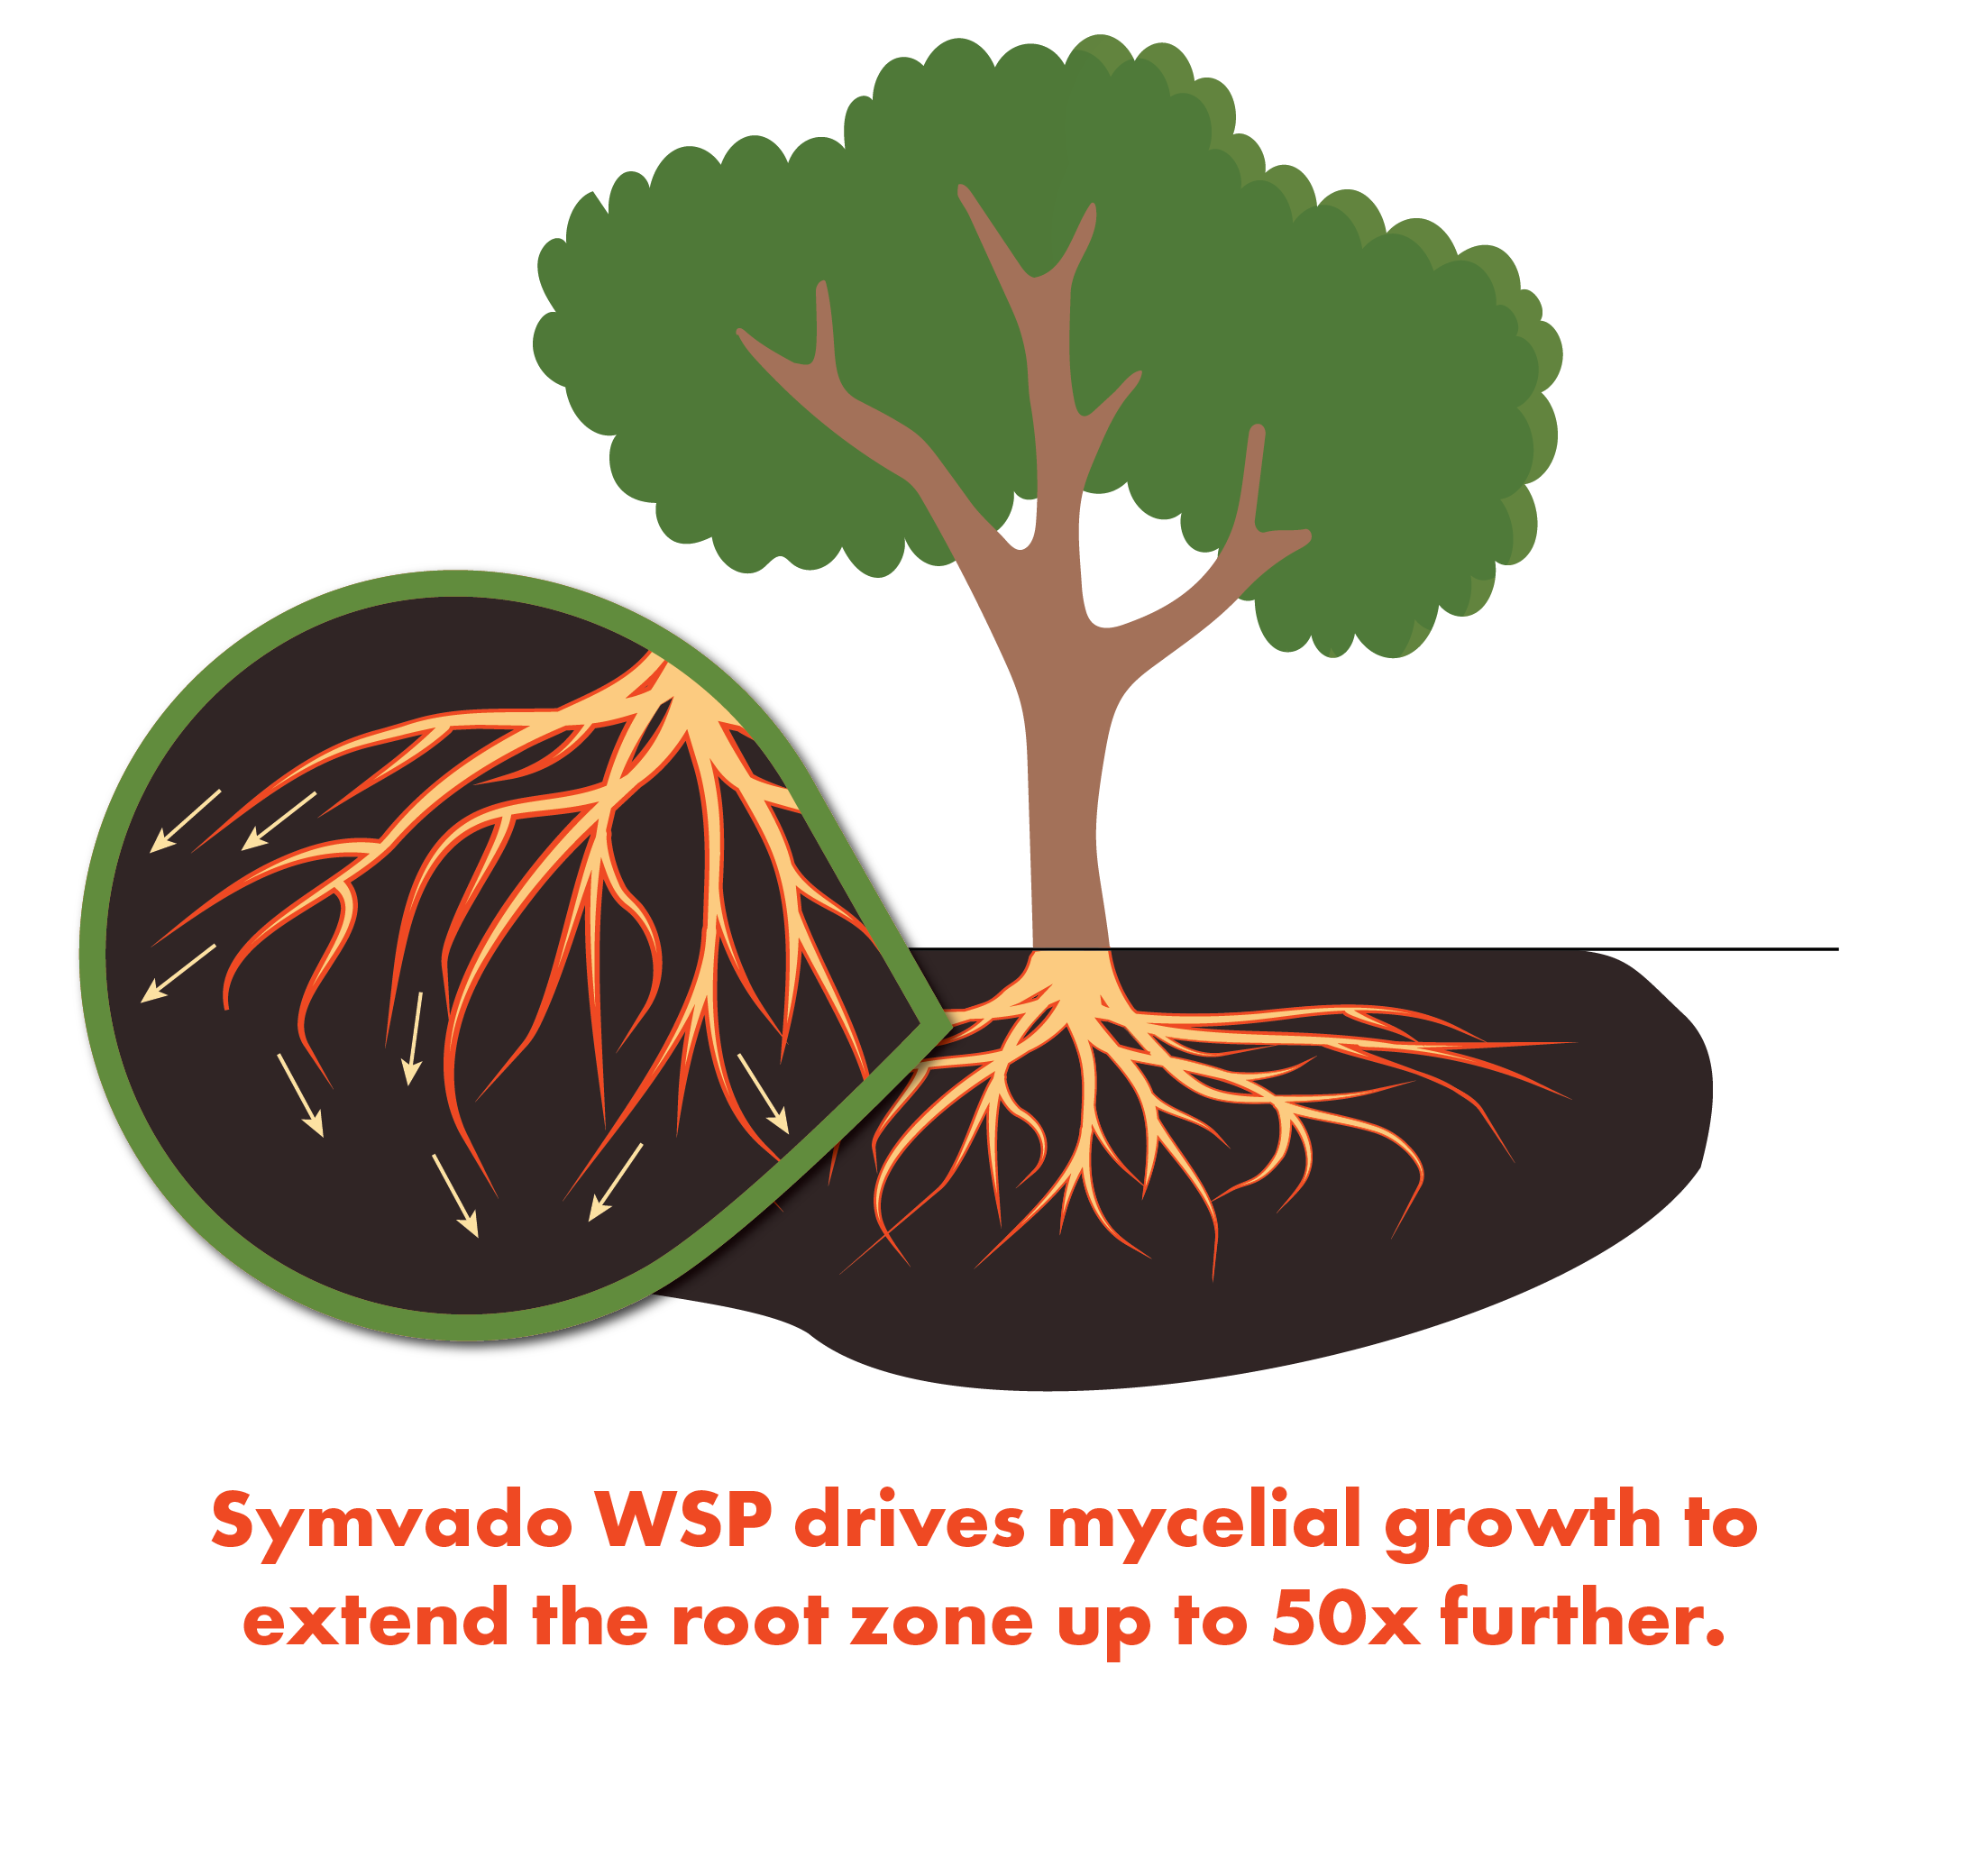 Symvado WSP drives mycelial growth to
extend the root zone up to 50x further.